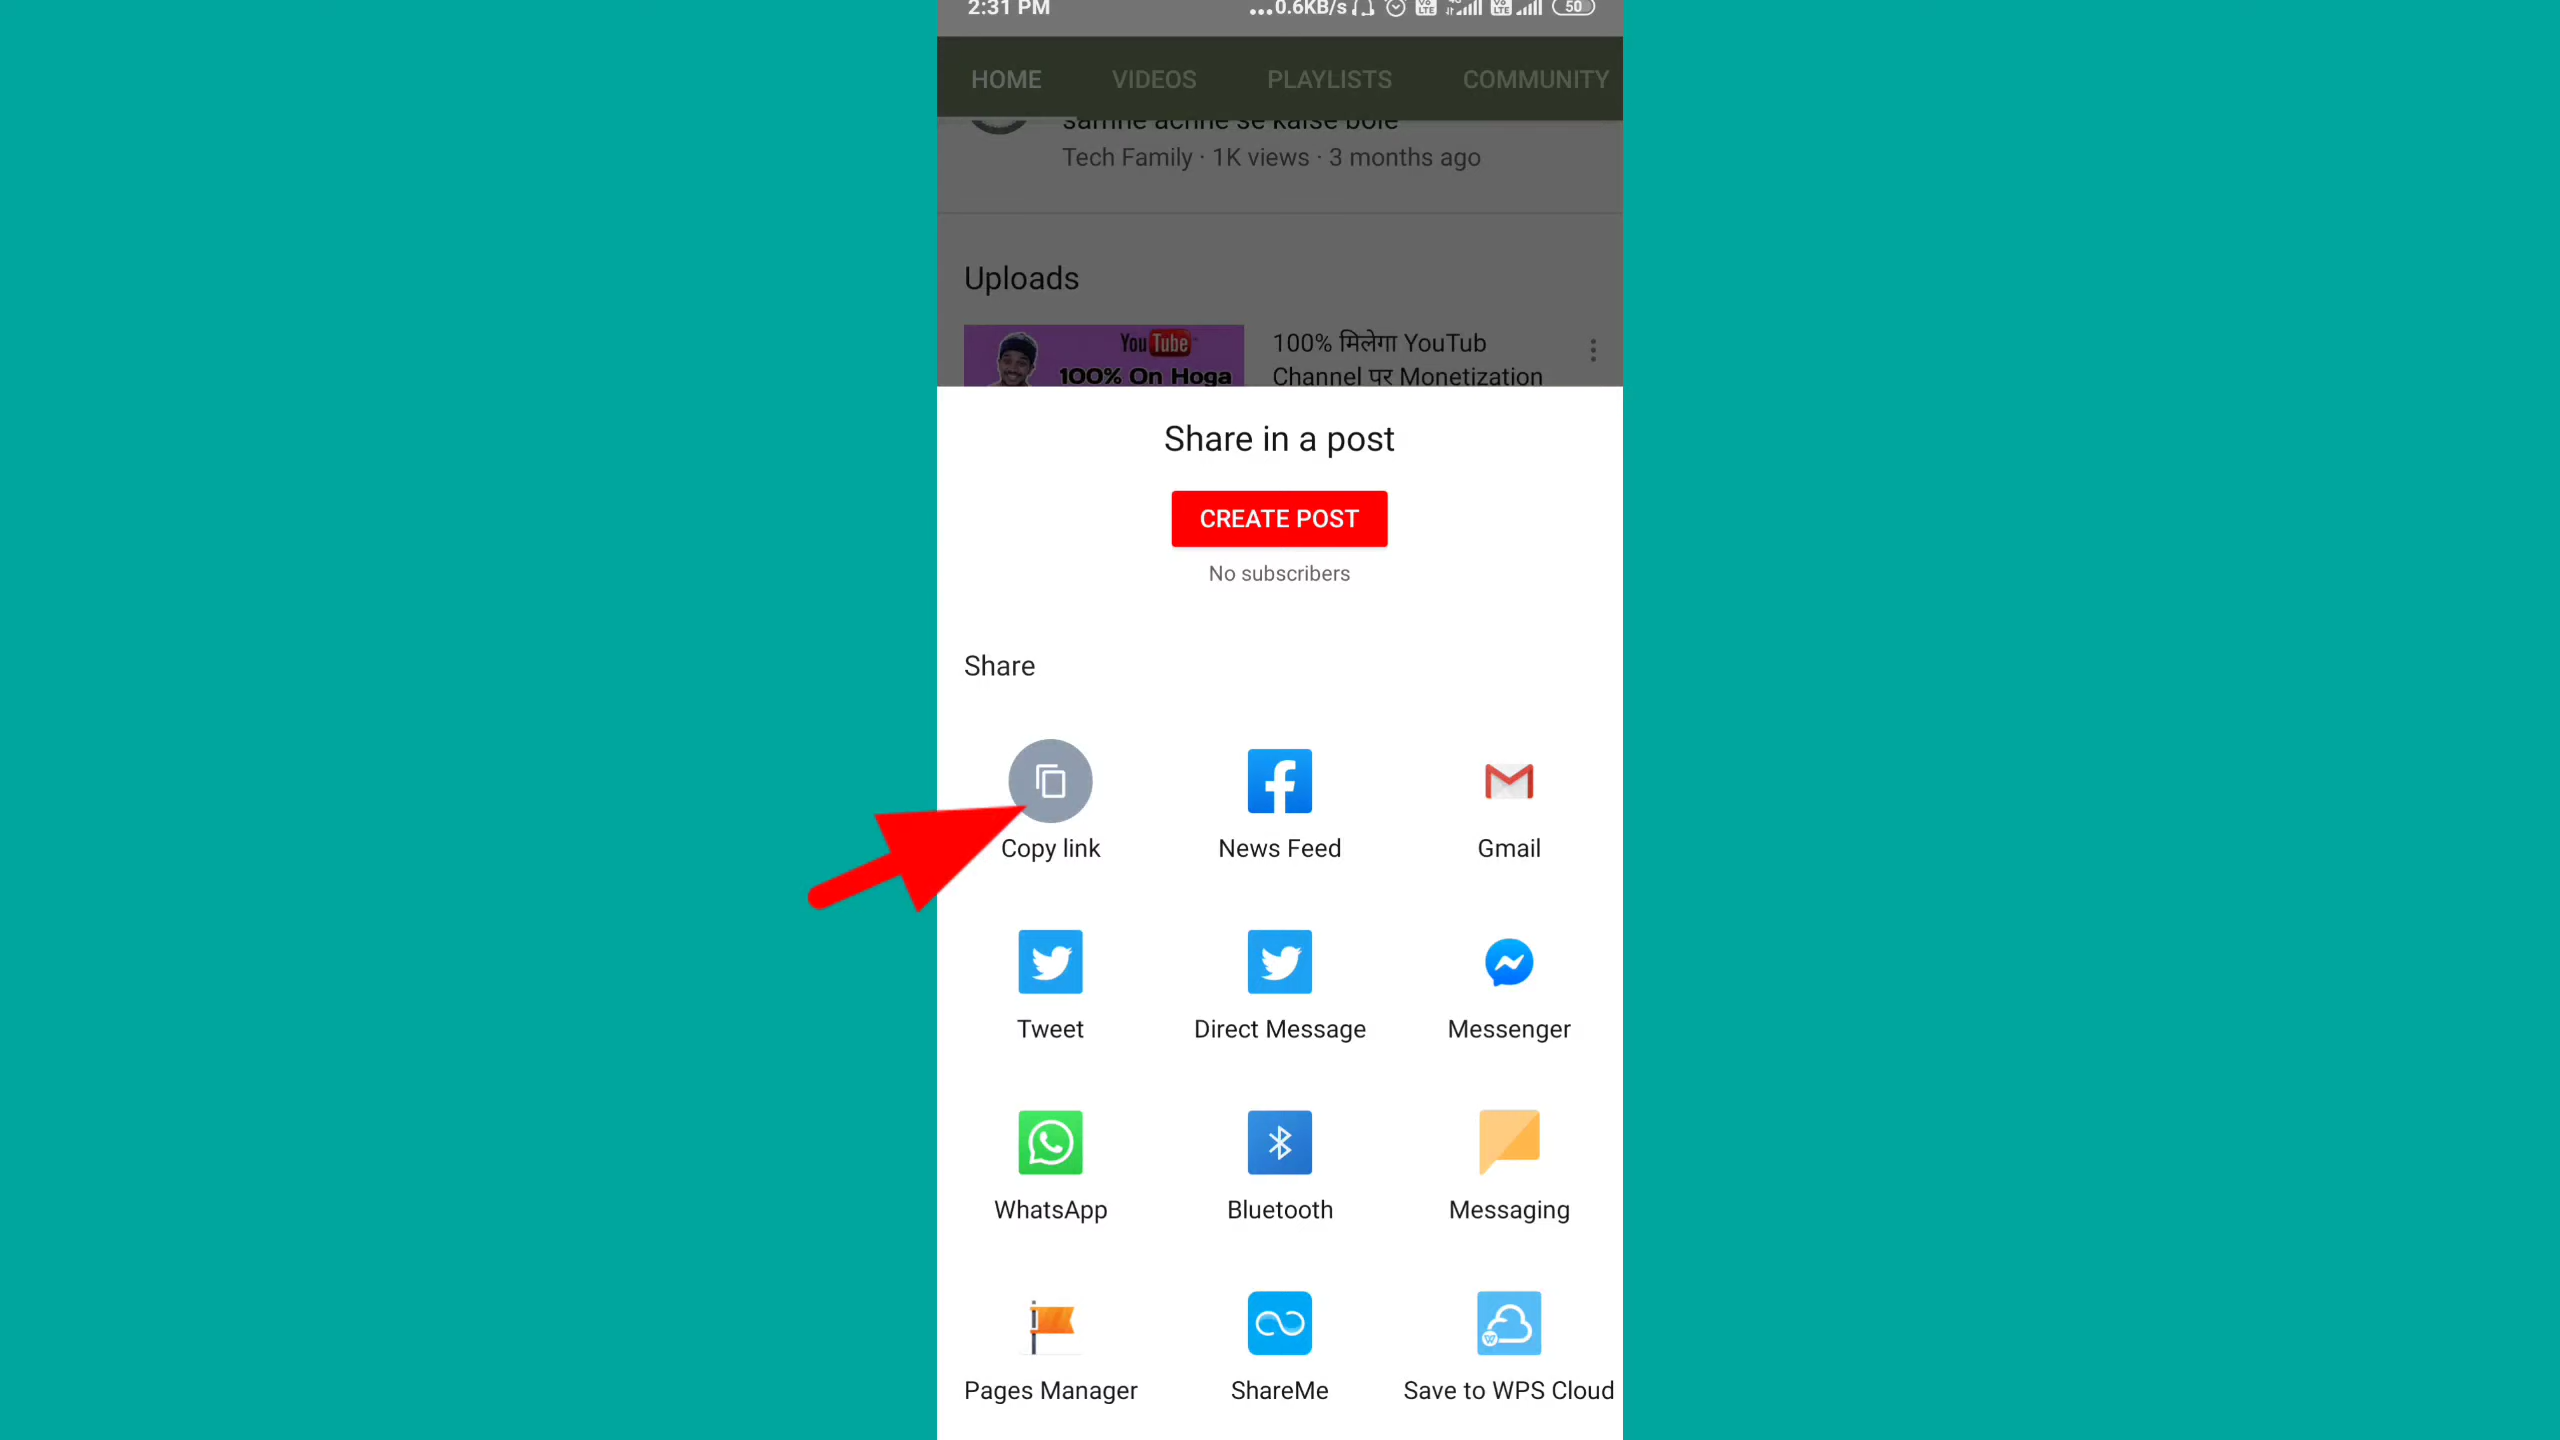 2:31 PM ...0.6KB/s 50
HOME VIDEOS PLAYLISTS COMMUNITY
samne achhe se kaise bole
Tech Family · 1K views · 3 months ago
Uploads
YouTube
100% On Hoga
100% मिलेगा YouTub
Channel पर Monetization
Share in a post
CREATE POST
No subscribers
Share
Copy link News Feed Gmail
Tweet Direct Message Messenger
WhatsApp Bluetooth Messaging
Pages Manager ShareMe Save to WPS Cloud